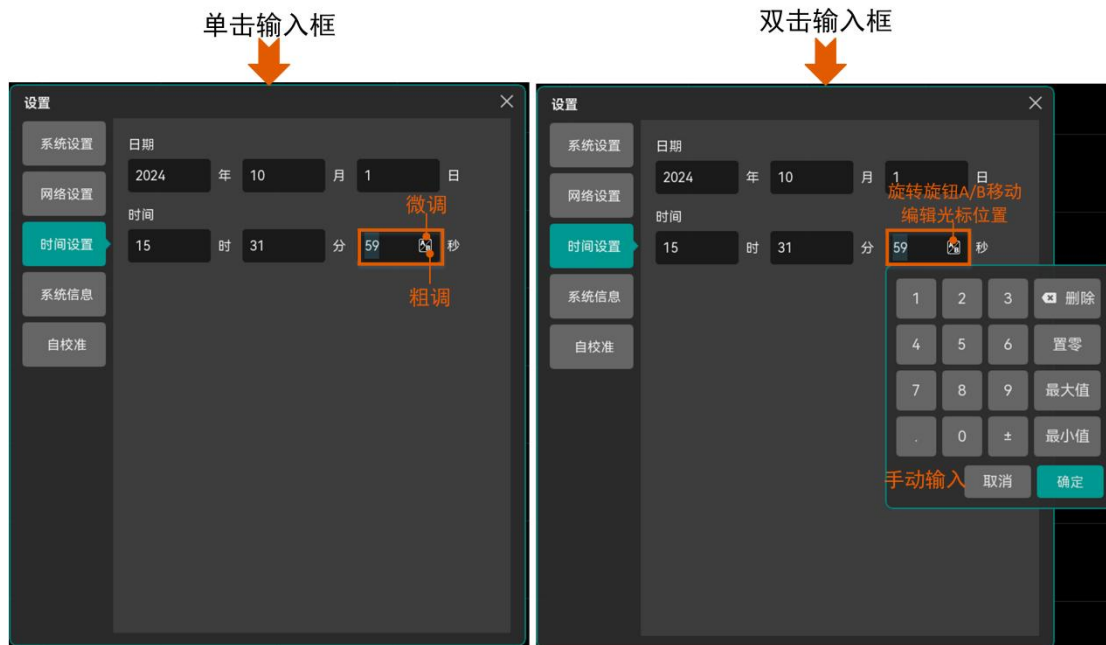 单击输入框
双击输入框
设置
系统设置
网络设置
时间设置
系统信息
自校准
日期
2024 年 10 月 1 日
时间
15 时 31 分 59 秒
微调
粗调
A
B
设置
系统设置
网络设置
时间设置
系统信息
自校准
日期
2024 年 10 月 1 日
旋转旋钮A/B移动
编辑光标位置
时间
15 时 31 分 59 秒
A
B
1 2 3 删除
4 5 6 置零
7 8 9 最大值
. 0 ± 最小值
手动输入 取消 确定